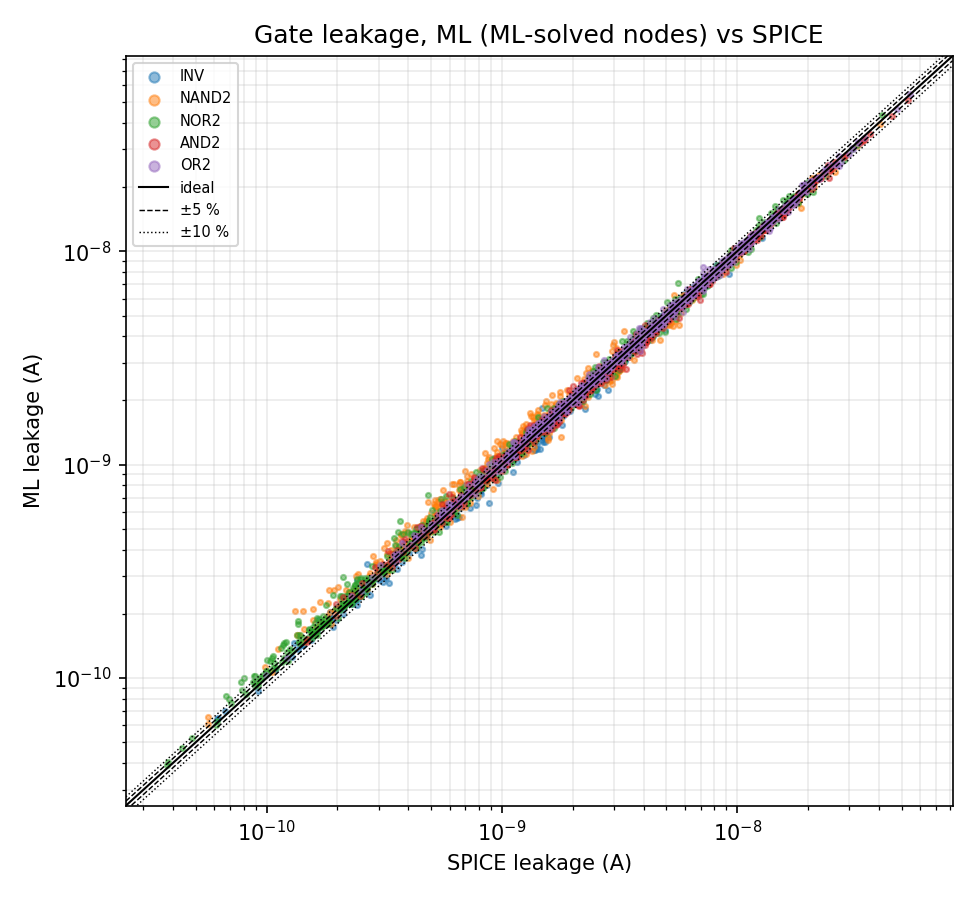 Gate leakage, ML (ML-solved nodes) vs SPICE
INV
NAND2
NOR2
AND2
OR2
ideal
±5 %
±10 %
ML leakage (A)
10⁻⁸
10⁻⁹
10⁻¹⁰
10⁻¹⁰ 10⁻⁹ 10⁻⁸
SPICE leakage (A)